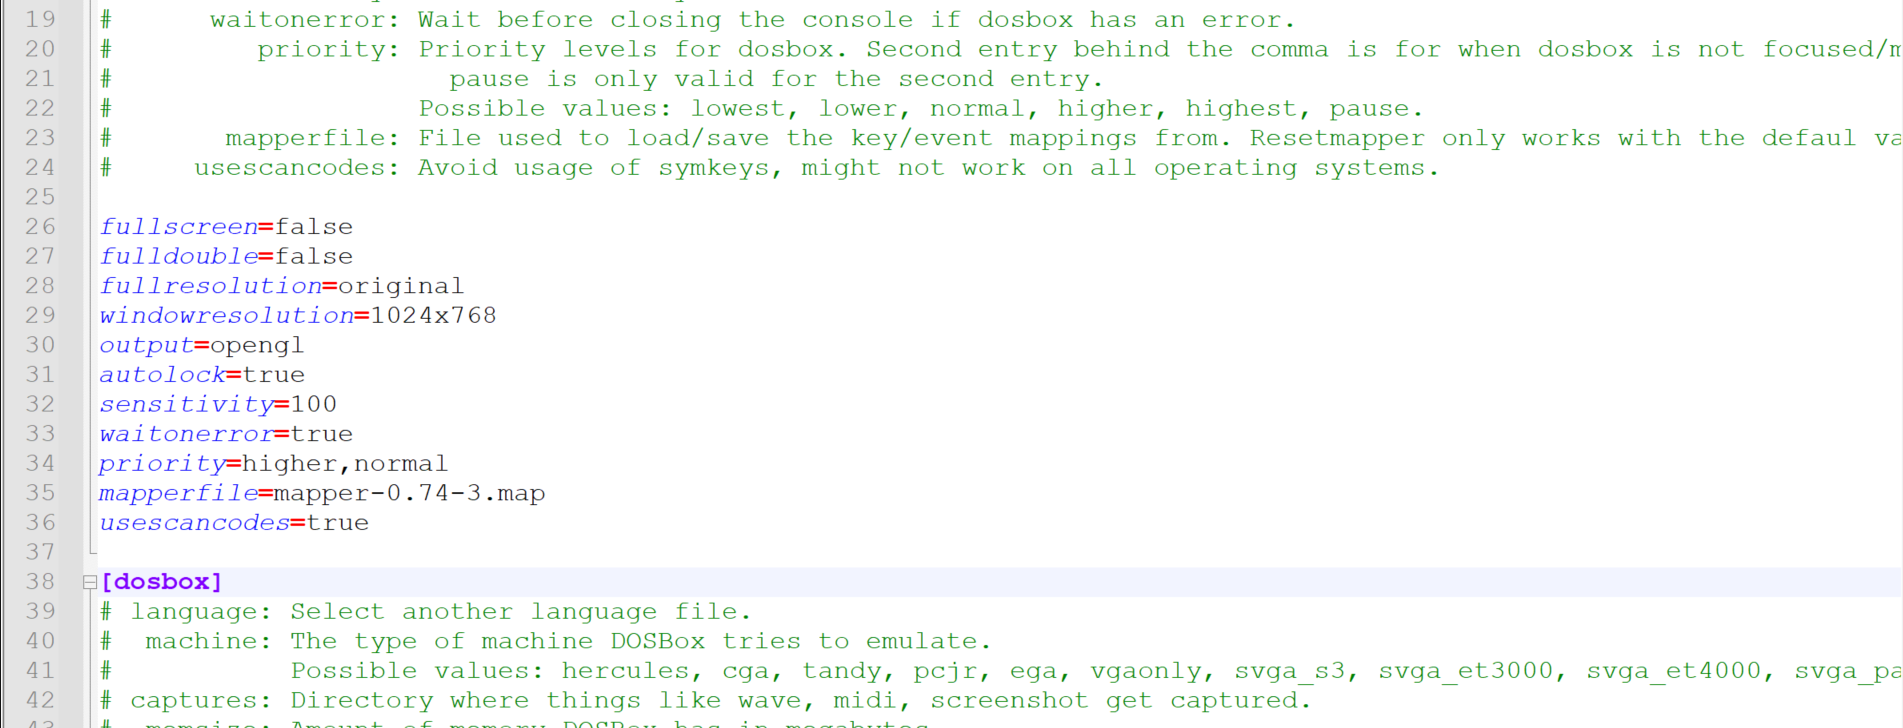 19 #      waitonerror: Wait before closing the console if dosbox has an error.
20 #         priority: Priority levels for dosbox. Second entry behind the comma is for when dosbox is not focused/m
21 #                     pause is only valid for the second entry.
22 #                   Possible values: lowest, lower, normal, higher, highest, pause.
23 #       mapperfile: File used to load/save the key/event mappings from. Resetmapper only works with the defaul va
24 #     usescancodes: Avoid usage of symkeys, might not work on all operating systems.
25
26 fullscreen=false
27 fulldouble=false
28 fullresolution=original
29 windowresolution=1024x768
30 output=opengl
31 autolock=true
32 sensitivity=100
33 waitonerror=true
34 priority=higher,normal
35 mapperfile=mapper-0.74-3.map
36 usescancodes=true
37
38 [dosbox]
39 # language: Select another language file.
40 #  machine: The type of machine DOSBox tries to emulate.
41 #           Possible values: hercules, cga, tandy, pcjr, ega, vgaonly, svga_s3, svga_et3000, svga_et4000, svga_pa
42 # captures: Directory where things like wave, midi, screenshot get captured.
43 #  memsize: Amount of memory DOSBox has in megabytes.